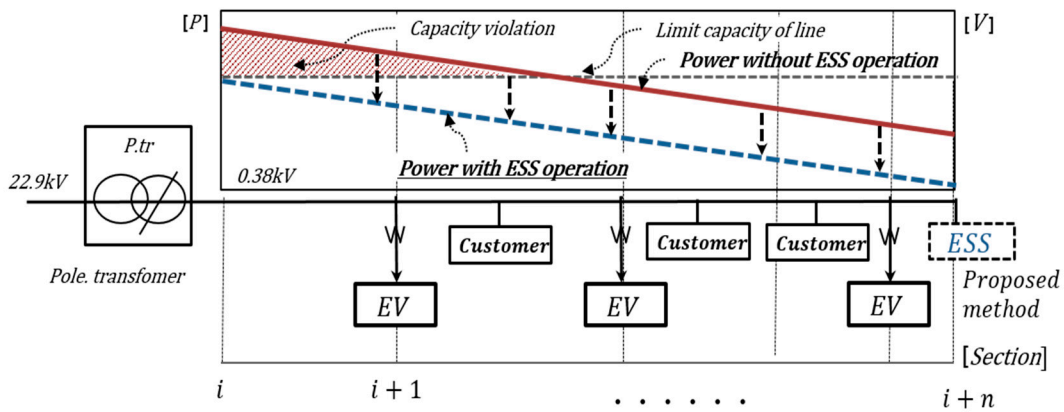 [P]
Capacity violation
Limit capacity of line
[V]
Power without ESS operation
P.tr
Power with ESS operation
22.9kV
0.38kV
Customer
Customer
Customer
ESS
Pole. transfomer
EV
EV
EV
Proposed
method
[Section]
i
i + 1
. . . . . .
i + n